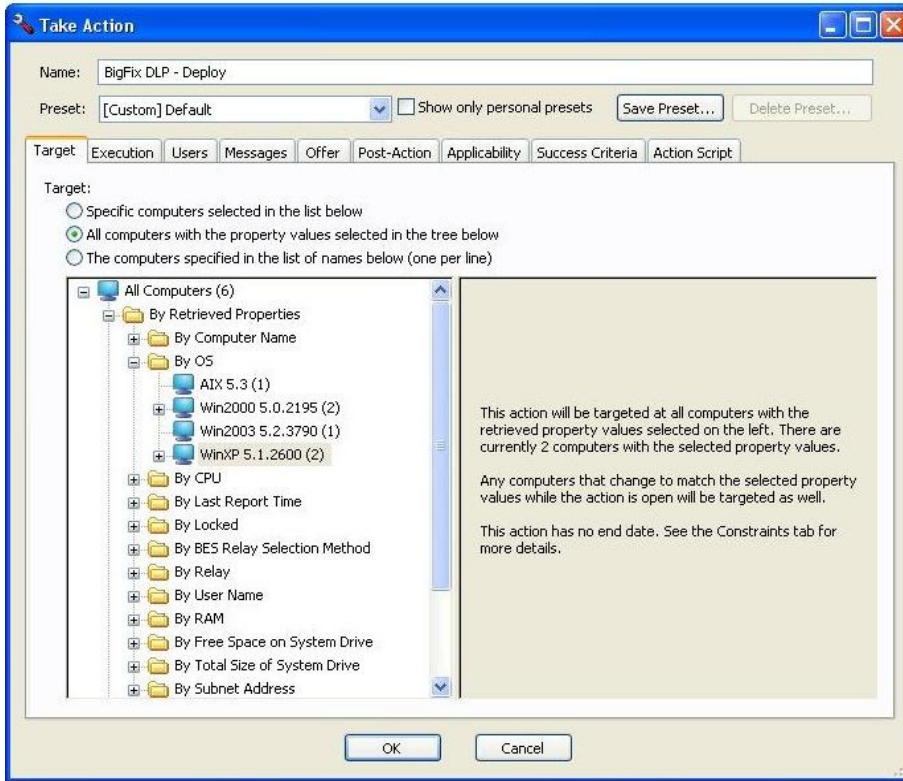 Take Action
Name: BigFix DLP - Deploy
Preset: [Custom] Default Show only personal presets Save Preset... Delete Preset...
Target Execution Users Messages Offer Post-Action Applicability Success Criteria Action Script
Target:
Specific computers selected in the list below
All computers with the property values selected in the tree below
The computers specified in the list of names below (one per line)
All Computers (6)
By Retrieved Properties
By Computer Name
By OS
AIX 5.3 (1)
Win2000 5.0.2195 (2)
Win2003 5.2.3790 (1)
WinXP 5.1.2600 (2)
By CPU
By Last Report Time
By Locked
By BES Relay Selection Method
By Relay
By User Name
By RAM
By Free Space on System Drive
By Total Size of System Drive
By Subnet Address
This action will be targeted at all computers with the
retrieved property values selected on the left. There are
currently 2 computers with the selected property values.
Any computers that change to match the selected property
values while the action is open will be targeted as well.
This action has no end date. See the Constraints tab for
more details.
OK Cancel